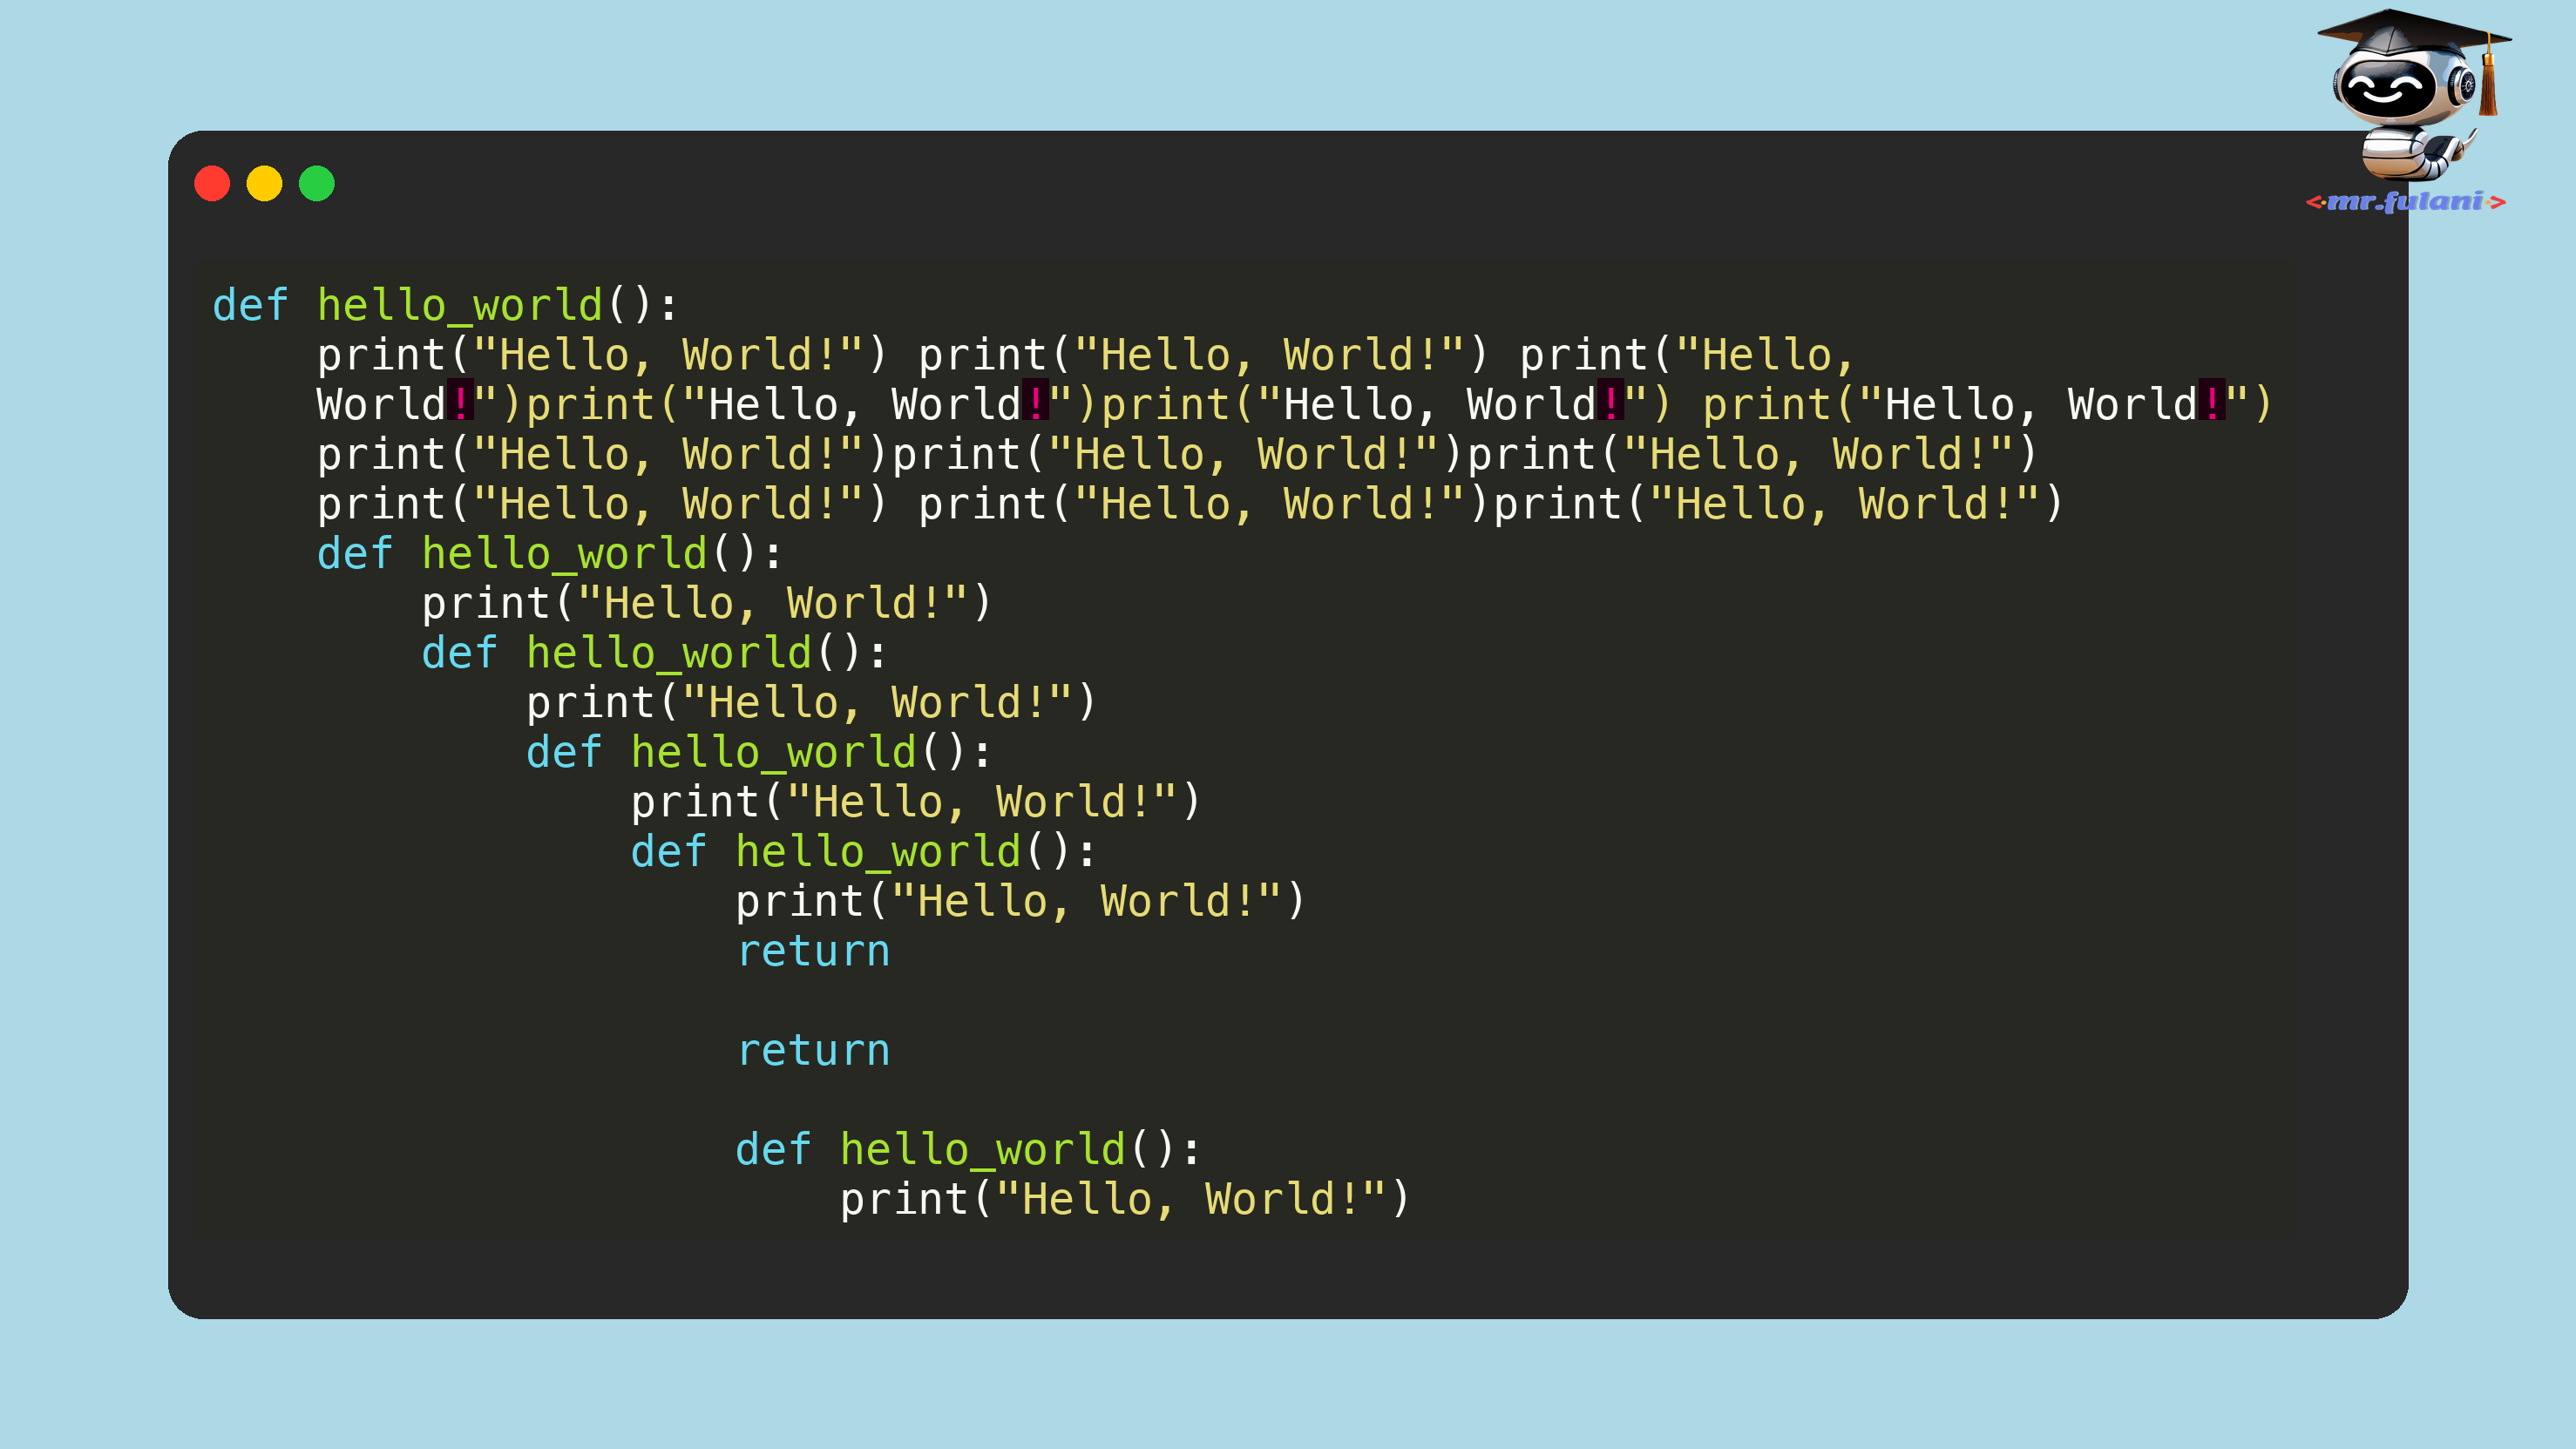 <mr.fulani>
def hello_world():
    print("Hello, World!") print("Hello, World!") print("Hello,
    World!")print("Hello, World!")print("Hello, World!") print("Hello, World!")
    print("Hello, World!")print("Hello, World!")print("Hello, World!")
    print("Hello, World!") print("Hello, World!")print("Hello, World!")
    def hello_world():
        print("Hello, World!")
        def hello_world():
            print("Hello, World!")
            def hello_world():
                print("Hello, World!")
                def hello_world():
                    print("Hello, World!")
                    return
                    return
                    def hello_world():
                        print("Hello, World!")